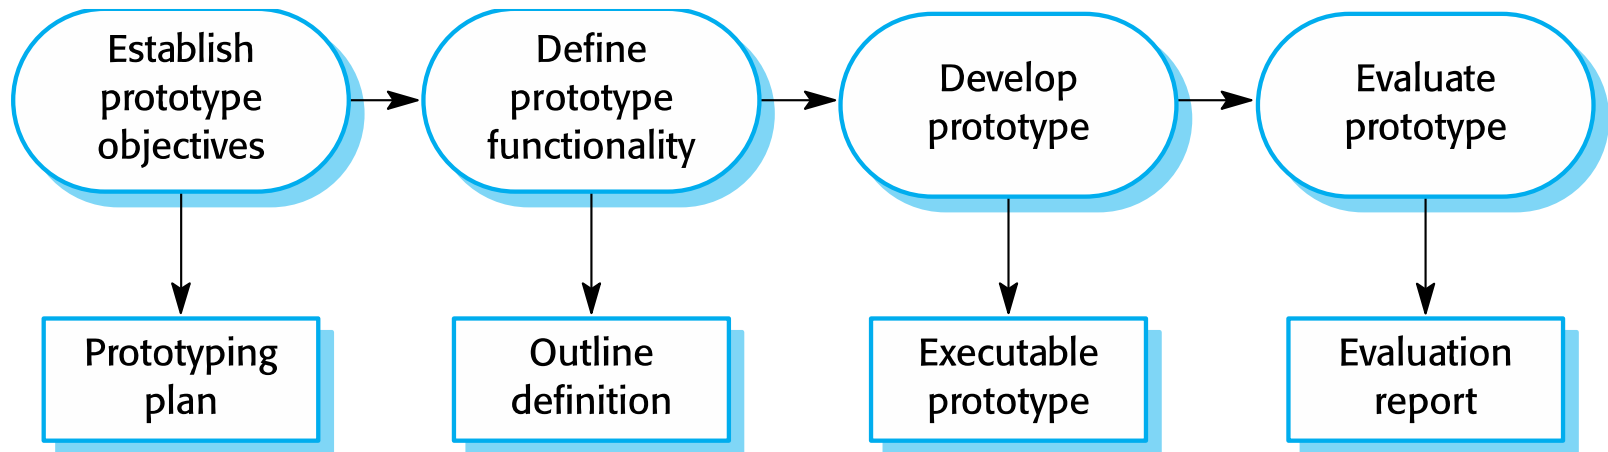 Establish
prototype
objectives
Define
prototype
functionality
Develop
prototype
Evaluate
prototype
Prototyping
plan
Outline
definition
Executable
prototype
Evaluation
report